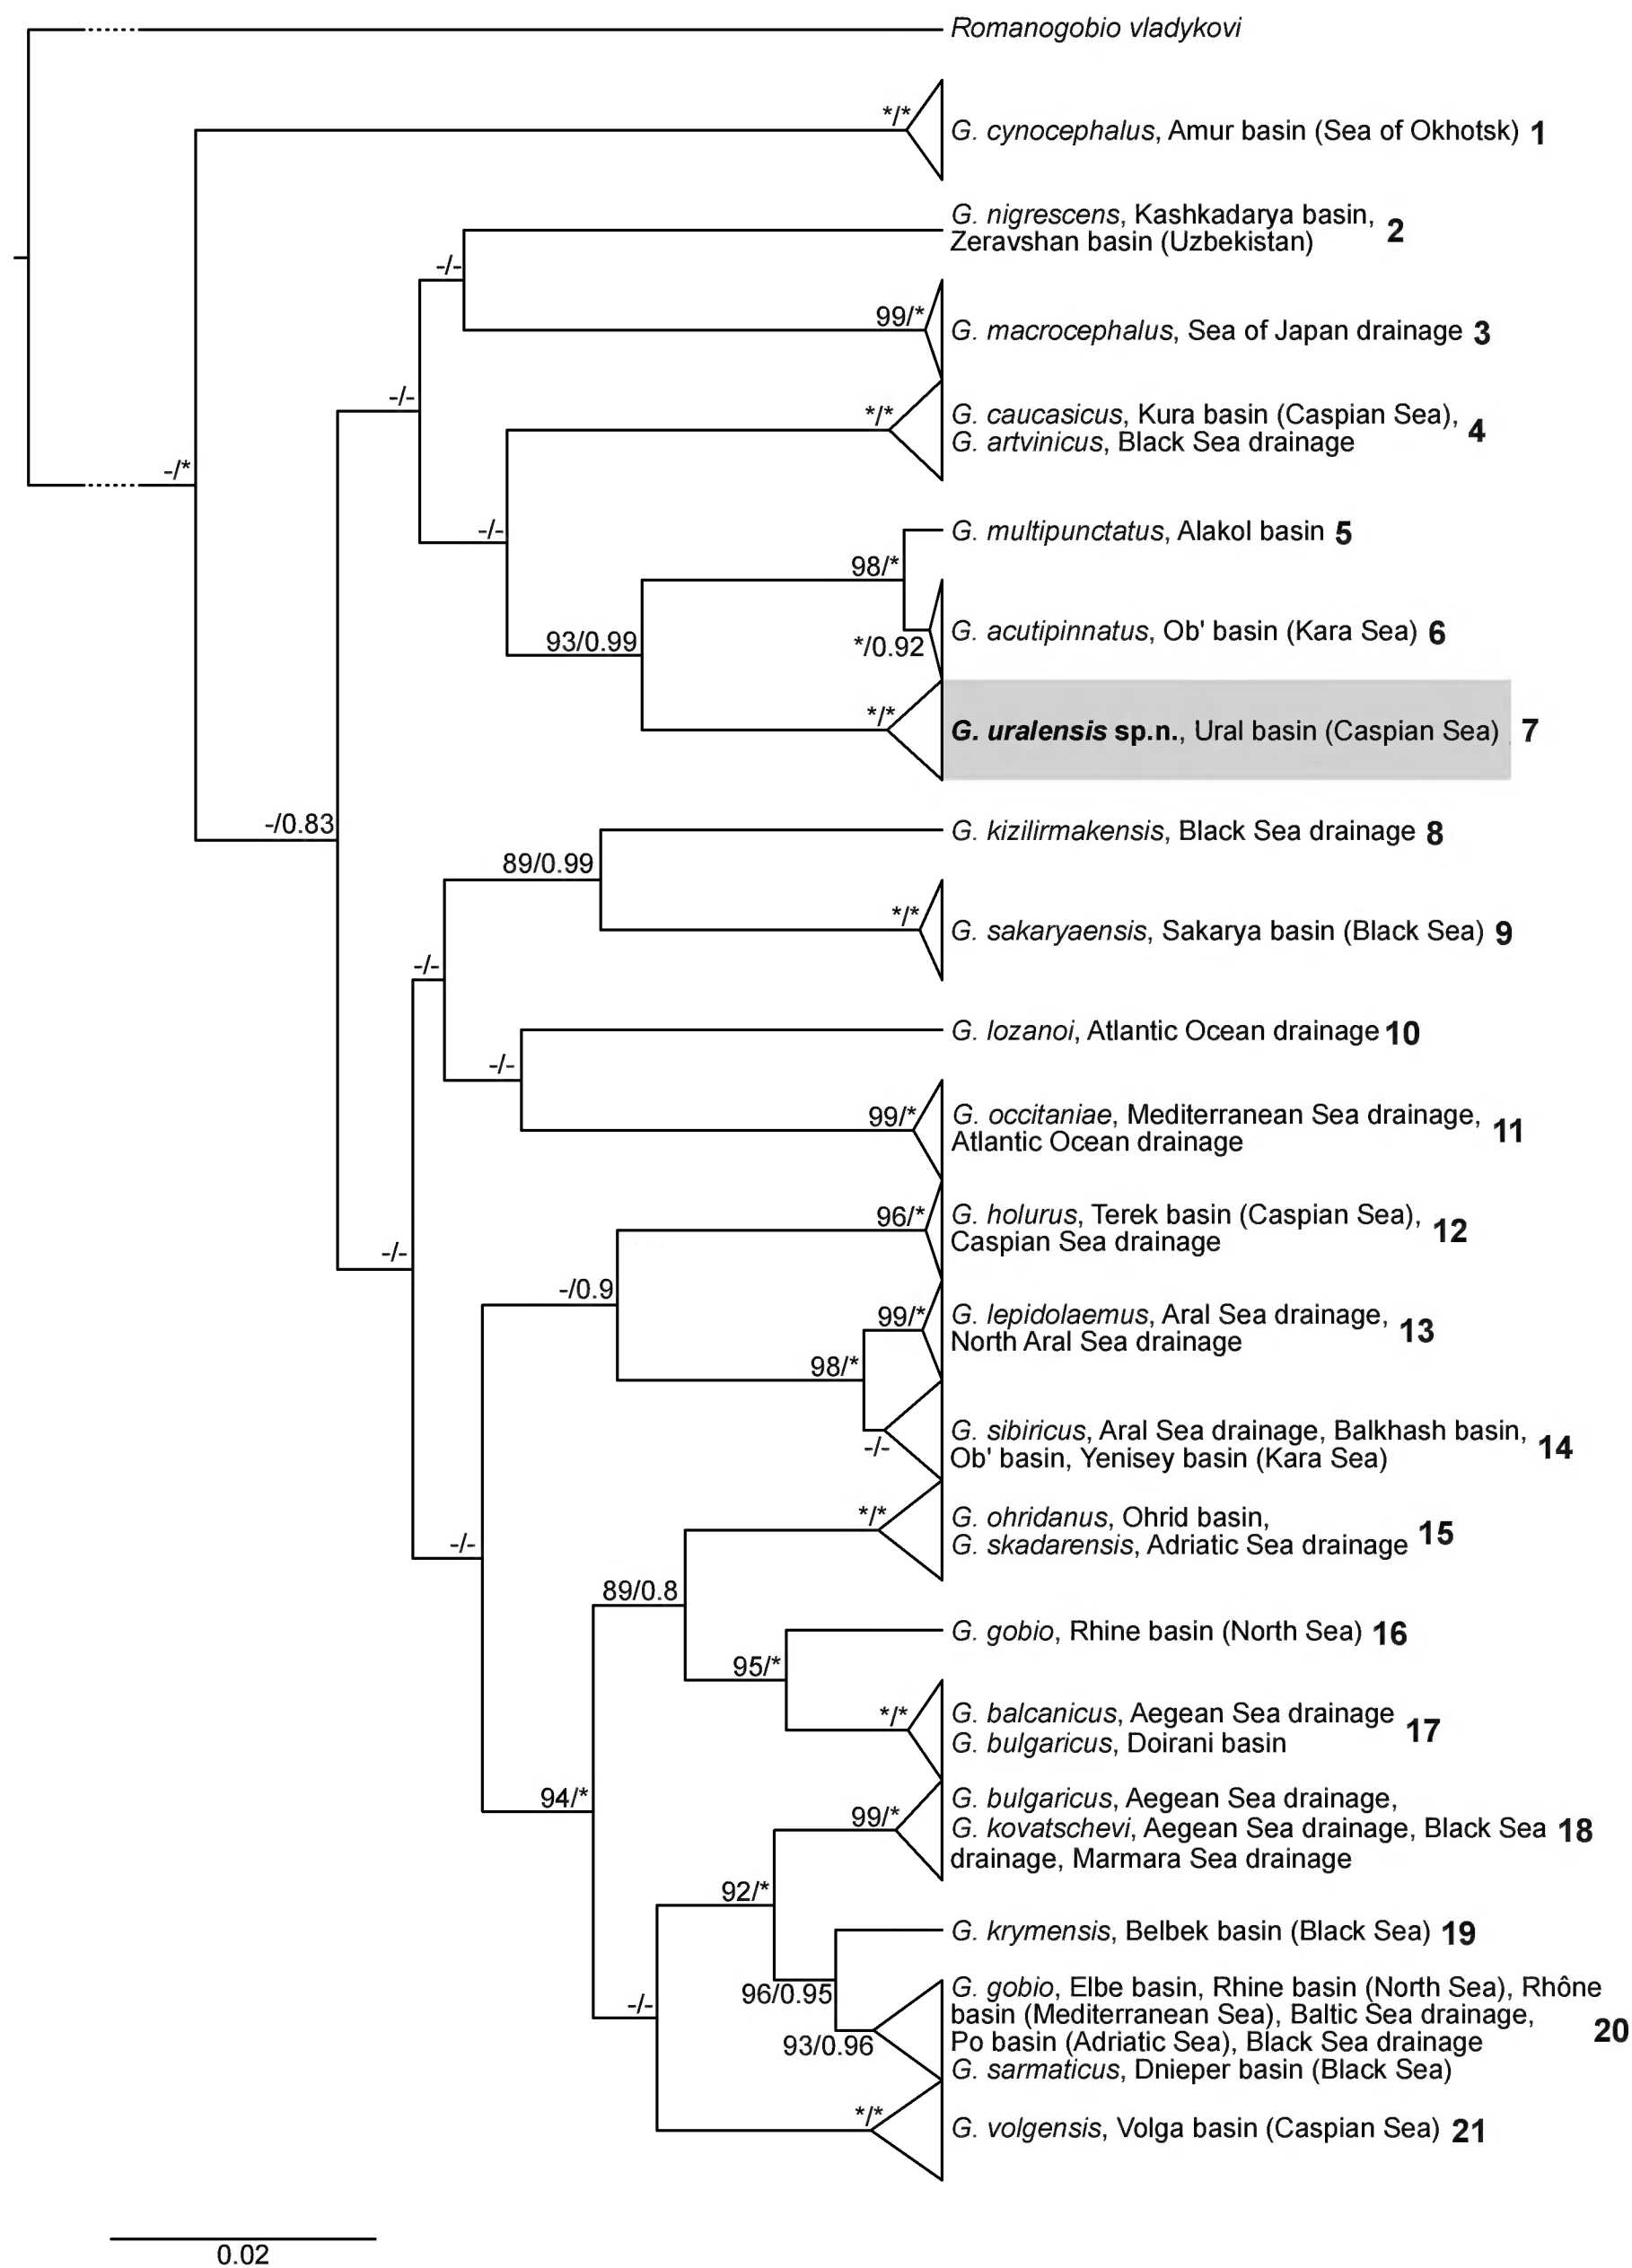 Romanogobio vladykovi
*/*
G. cynocephalus, Amur basin (Sea of Okhotsk) 1
G. nigrescens, Kashkadarya basin,
Zeravshan basin (Uzbekistan)
2
-/-
99/*
G. macrocephalus, Sea of Japan drainage 3
-/-
*/*
G. caucasicus, Kura basin (Caspian Sea),
G. artvinicus, Black Sea drainage
4
-/*
-/-
G. multipunctatus, Alakol basin 5
98/*
G. acutipinnatus, Ob' basin (Kara Sea) 6
93/0.99
*/0.92
*/*
G. uralensis sp.n., Ural basin (Caspian Sea) 7
-/0.83
G. kizilirmakensis, Black Sea drainage 8
89/0.99
*/*
G. sakaryaensis, Sakarya basin (Black Sea) 9
-/-
G. lozanoi, Atlantic Ocean drainage 10
-/-
99/*
G. occitaniae, Mediterranean Sea drainage,
Atlantic Ocean drainage
11
96/*
G. holurus, Terek basin (Caspian Sea),
Caspian Sea drainage
12
-/-
-/0.9
99/*
G. lepidolaemus, Aral Sea drainage,
North Aral Sea drainage
13
98/*
G. sibiricus, Aral Sea drainage, Balkhash basin,
Ob' basin, Yenisey basin (Kara Sea)
14
-/-
*/*
G. ohridanus, Ohrid basin,
G. skadarensis, Adriatic Sea drainage
15
-/-
89/0.8
G. gobio, Rhine basin (North Sea) 16
95/*
*/*
G. balcanicus, Aegean Sea drainage
G. bulgaricus, Doirani basin
17
94/*
99/*
G. bulgaricus, Aegean Sea drainage,
G. kovatschevi, Aegean Sea drainage, Black Sea
drainage, Marmara Sea drainage
18
92/*
G. krymensis, Belbek basin (Black Sea) 19
96/0.95
-/-
93/0.96
G. gobio, Elbe basin, Rhine basin (North Sea), Rhône
basin (Mediterranean Sea), Baltic Sea drainage,
Po basin (Adriatic Sea), Black Sea drainage
G. sarmaticus, Dnieper basin (Black Sea)
20
*/*
G. volgensis, Volga basin (Caspian Sea) 21
0.02